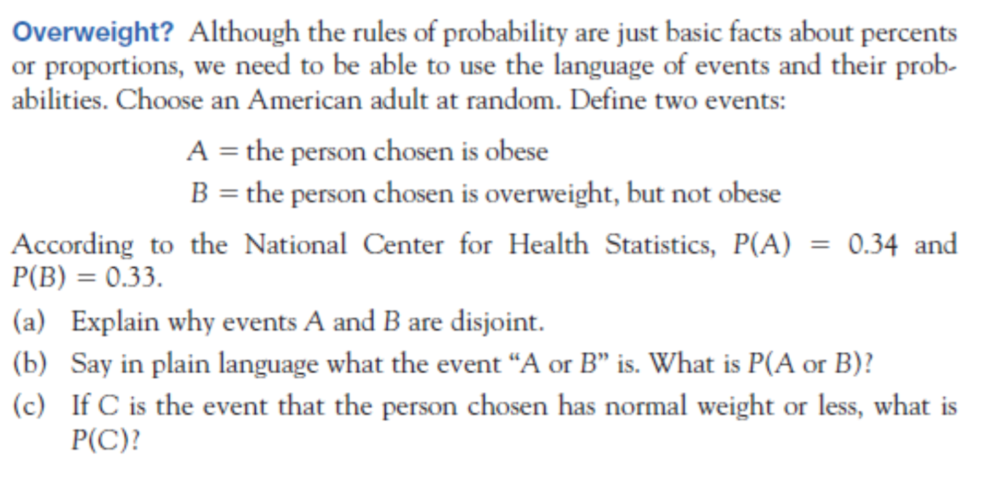 Overweight? Although the rules of probability are just basic facts about percents
or proportions, we need to be able to use the language of events and their prob-
abilities. Choose an American adult at random. Define two events:
A = the person chosen is obese
B = the person chosen is overweight, but not obese
According to the National Center for Health Statistics, P(A) = 0.34 and
P(B) = 0.33.
(a) Explain why events A and B are disjoint.
(b) Say in plain language what the event “A or B” is. What is P(A or B)?
(c) If C is the event that the person chosen has normal weight or less, what is
P(C)?